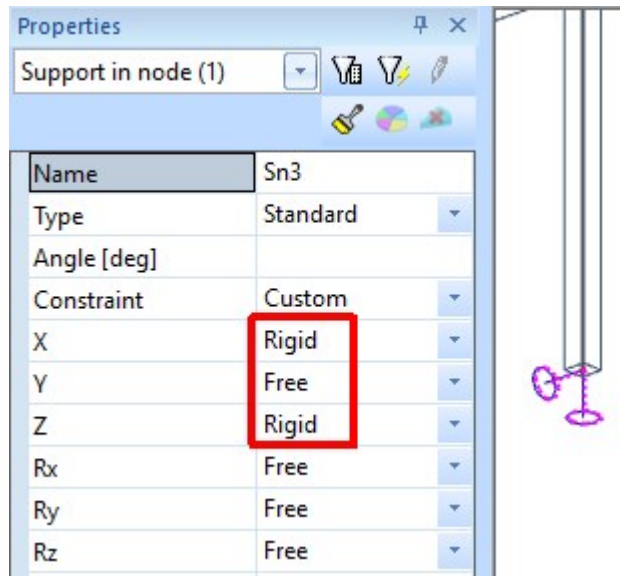 Properties
Support in node (1)
Name Sn3
Type Standard
Angle [deg]
Constraint Custom
X Rigid
Y Free
Z Rigid
Rx Free
Ry Free
Rz Free